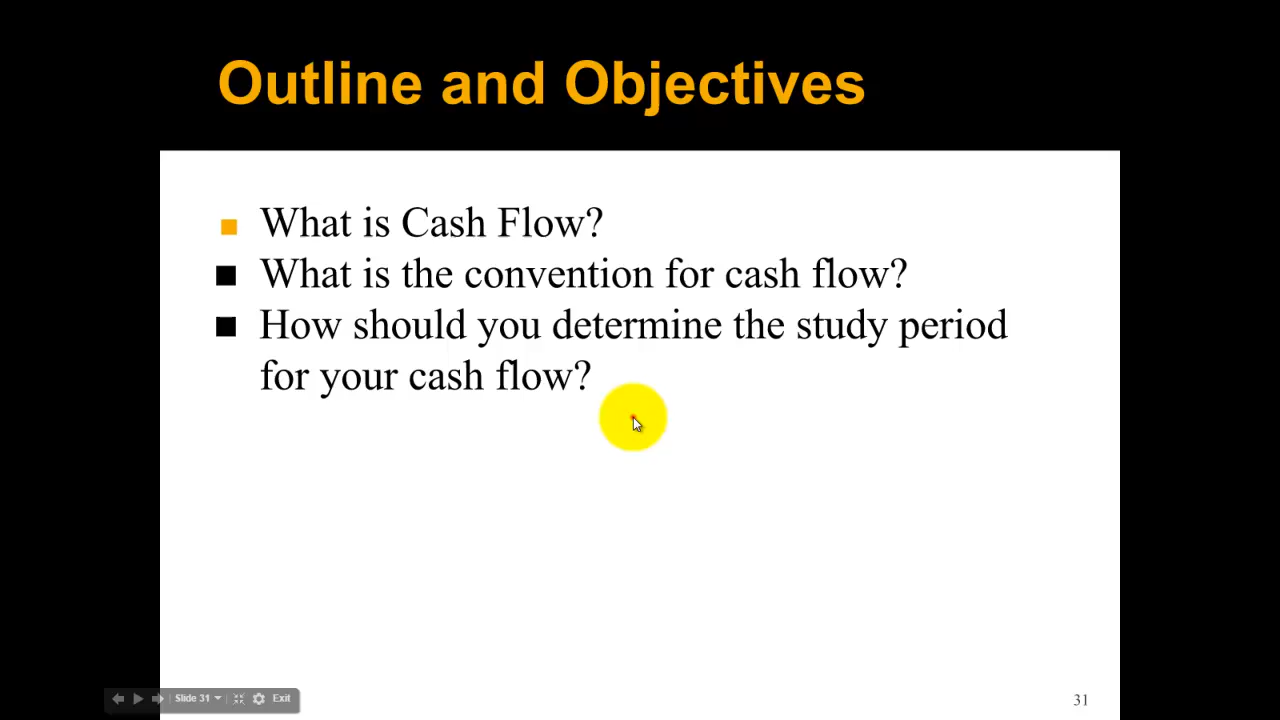 Outline and Objectives
What is Cash Flow?
What is the convention for cash flow?
How should you determine the study period
for your cash flow?
Slide 31
Exit
31